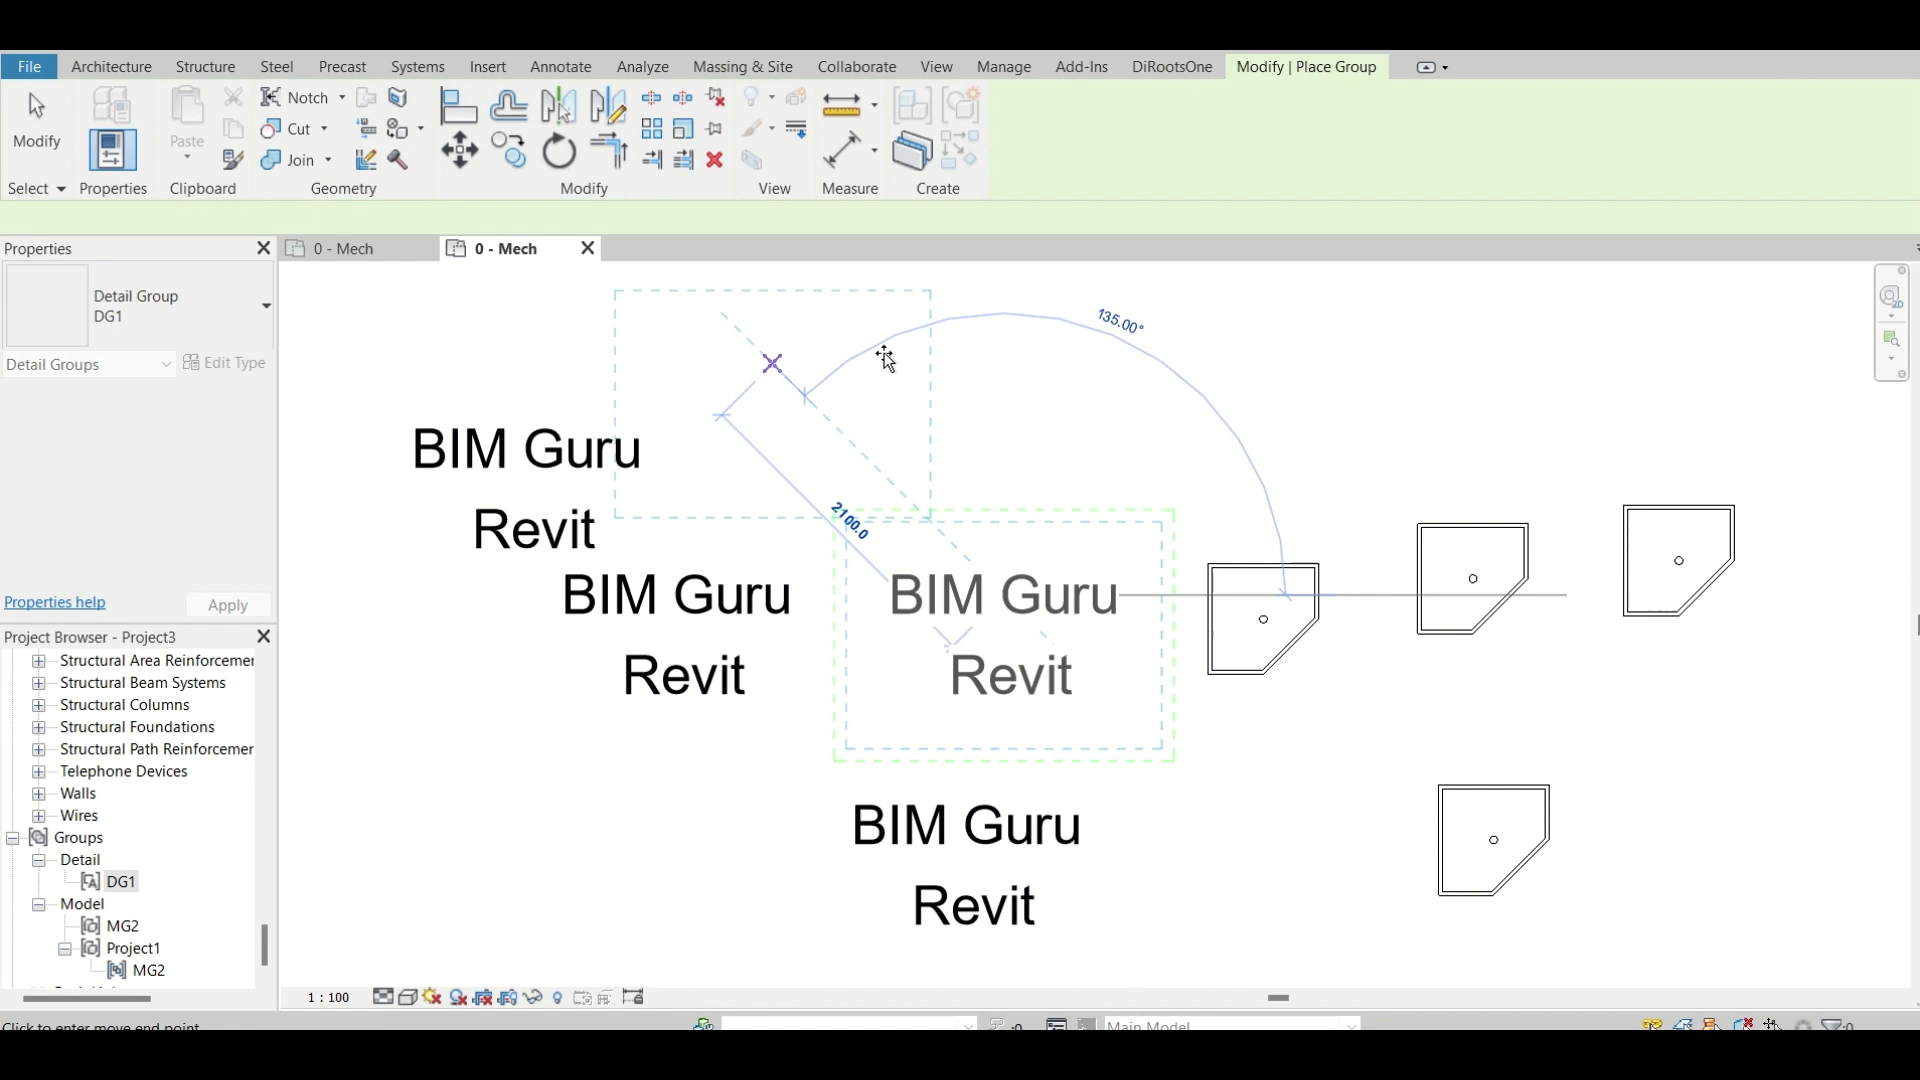 File Architecture Structure Steel Precast Systems Insert Annotate Analyze Massing & Site Collaborate View Manage Add-Ins DiRootsOne Modify | Place Group
Modify Paste Notch Cut Join
Select Properties Clipboard Geometry Modify View Measure Create
Properties
0 - Mech 0 - Mech
Detail Group
DG1
Detail Groups Edit Type
Properties help Apply
Project Browser - Project3
Structural Area Reinforcemer
Structural Beam Systems
Structural Columns
Structural Foundations
Structural Path Reinforcemer
Telephone Devices
Walls
Wires
Groups
Detail
DG1
Model
MG2
Project1
MG2
135.00°
2100.0
BIM Guru
Revit
BIM Guru
Revit
BIM Guru
Revit
BIM Guru
Revit
2D
1 : 100
Click to enter move end point
:0
Main Model
:0